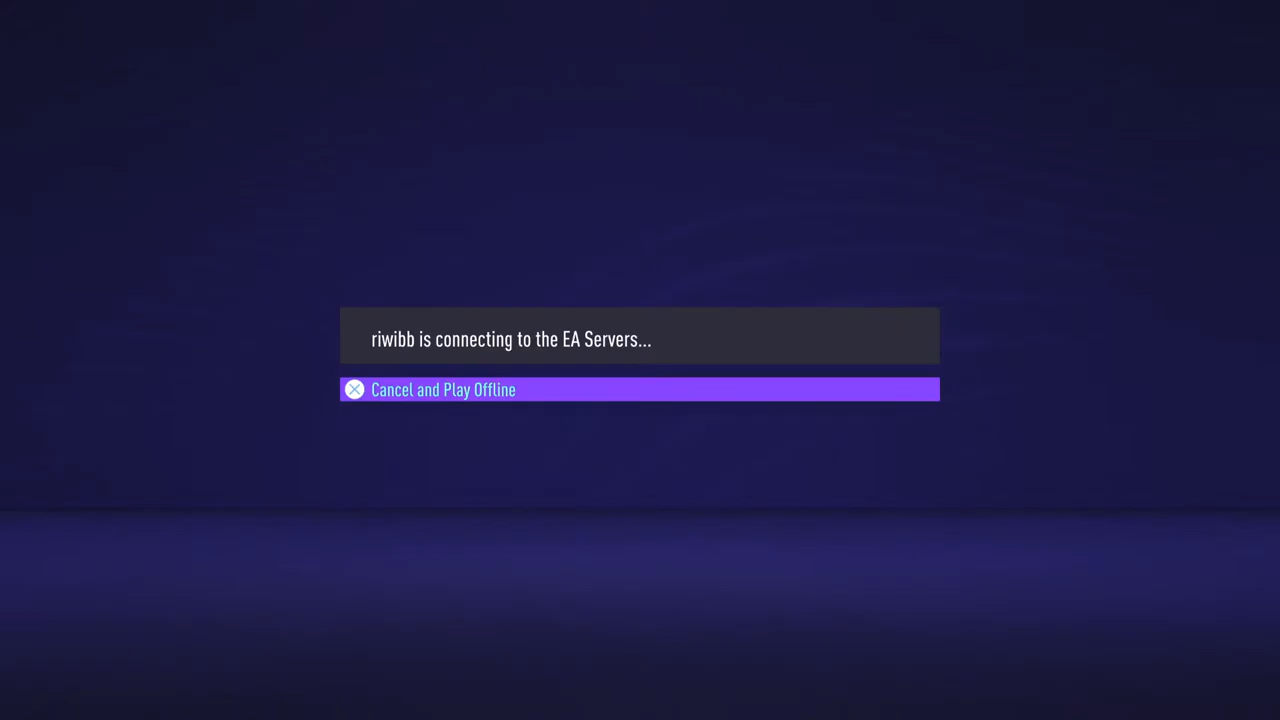 riwibb is connecting to the EA Servers...
Cancel and Play Offline